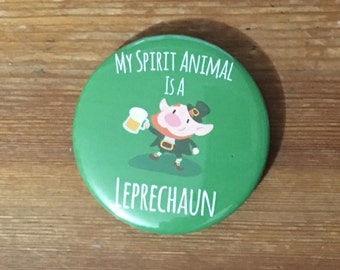 My Spirit Animal
Is A
Leprechaun